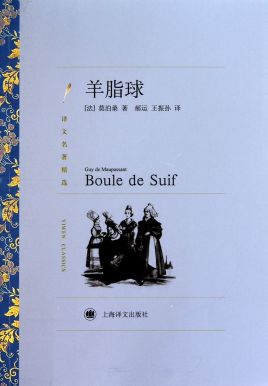 羊脂球
[法] 莫泊桑 著 郝运 王振孙 译
译文名著精选
YIWEN CLASSICS
Guy de Maupassant
Boule de Suif
上海译文出版社